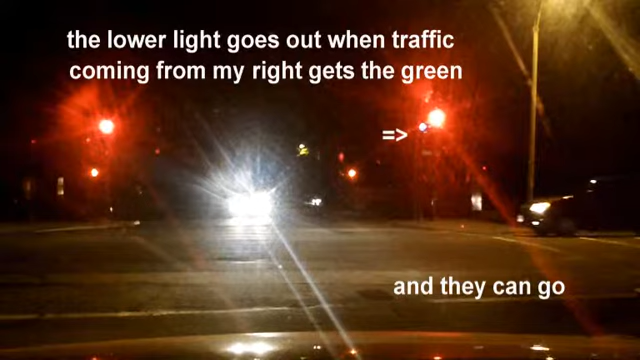 the lower light goes out when traffic
coming from my right gets the green
=>
and they can go